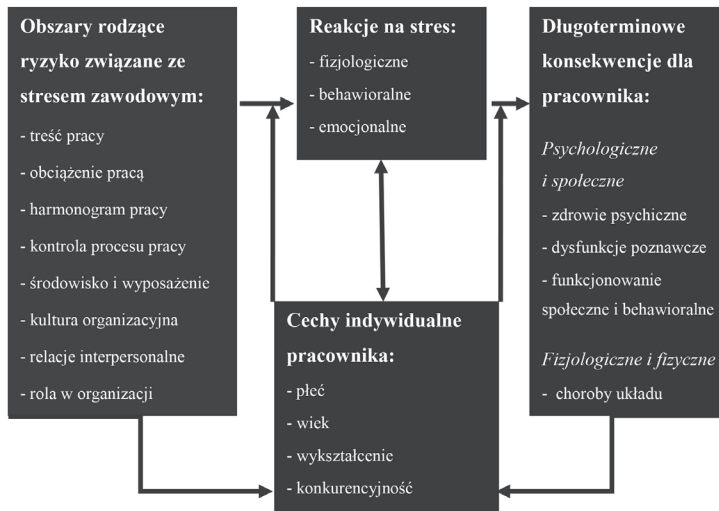 Obszary rodzące
ryzyko związane ze
stresem zawodowym:
- treść pracy
- obciążenie pracą
- harmonogram pracy
- kontrola procesu pracy
- środowisko i wyposażenie
- kultura organizacyjna
- relacje interpersonalne
- rola w organizacji
Reakcje na stres:
- fizjologiczne
- behawioralne
- emocjonalne
Cechy indywidualne
pracownika:
- płeć
- wiek
- wykształcenie
- konkurencyjność
Długoterminowe
konsekwencje dla
pracownika:
Psychologiczne
i społeczne
- zdrowie psychiczne
- dysfunkcje poznawcze
- funkcjonowanie
społeczne i behawioralne
Fizjologiczne i fizyczne
- choroby układu